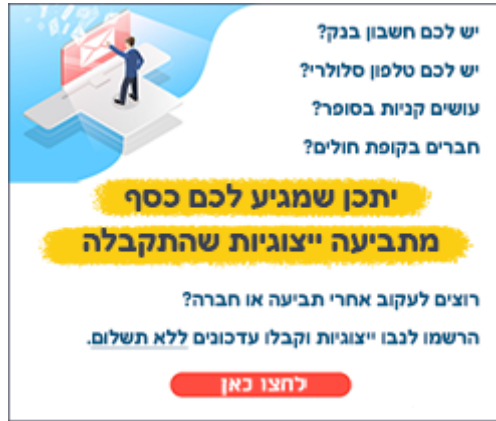 יש לכם חשבון בנק?
יש לכם טלפון סלולרי?
עושים קניות בסופר?
חברים בקופת חולים?
יתכן שמגיע לכם כסף
מתביעה ייצוגיות שהתקבלה
רוצים לעקוב אחרי תביעה או חברה?
הרשמו לנבו ייצוגיות וקבלו עדכונים ללא תשלום.
לחצו כאן